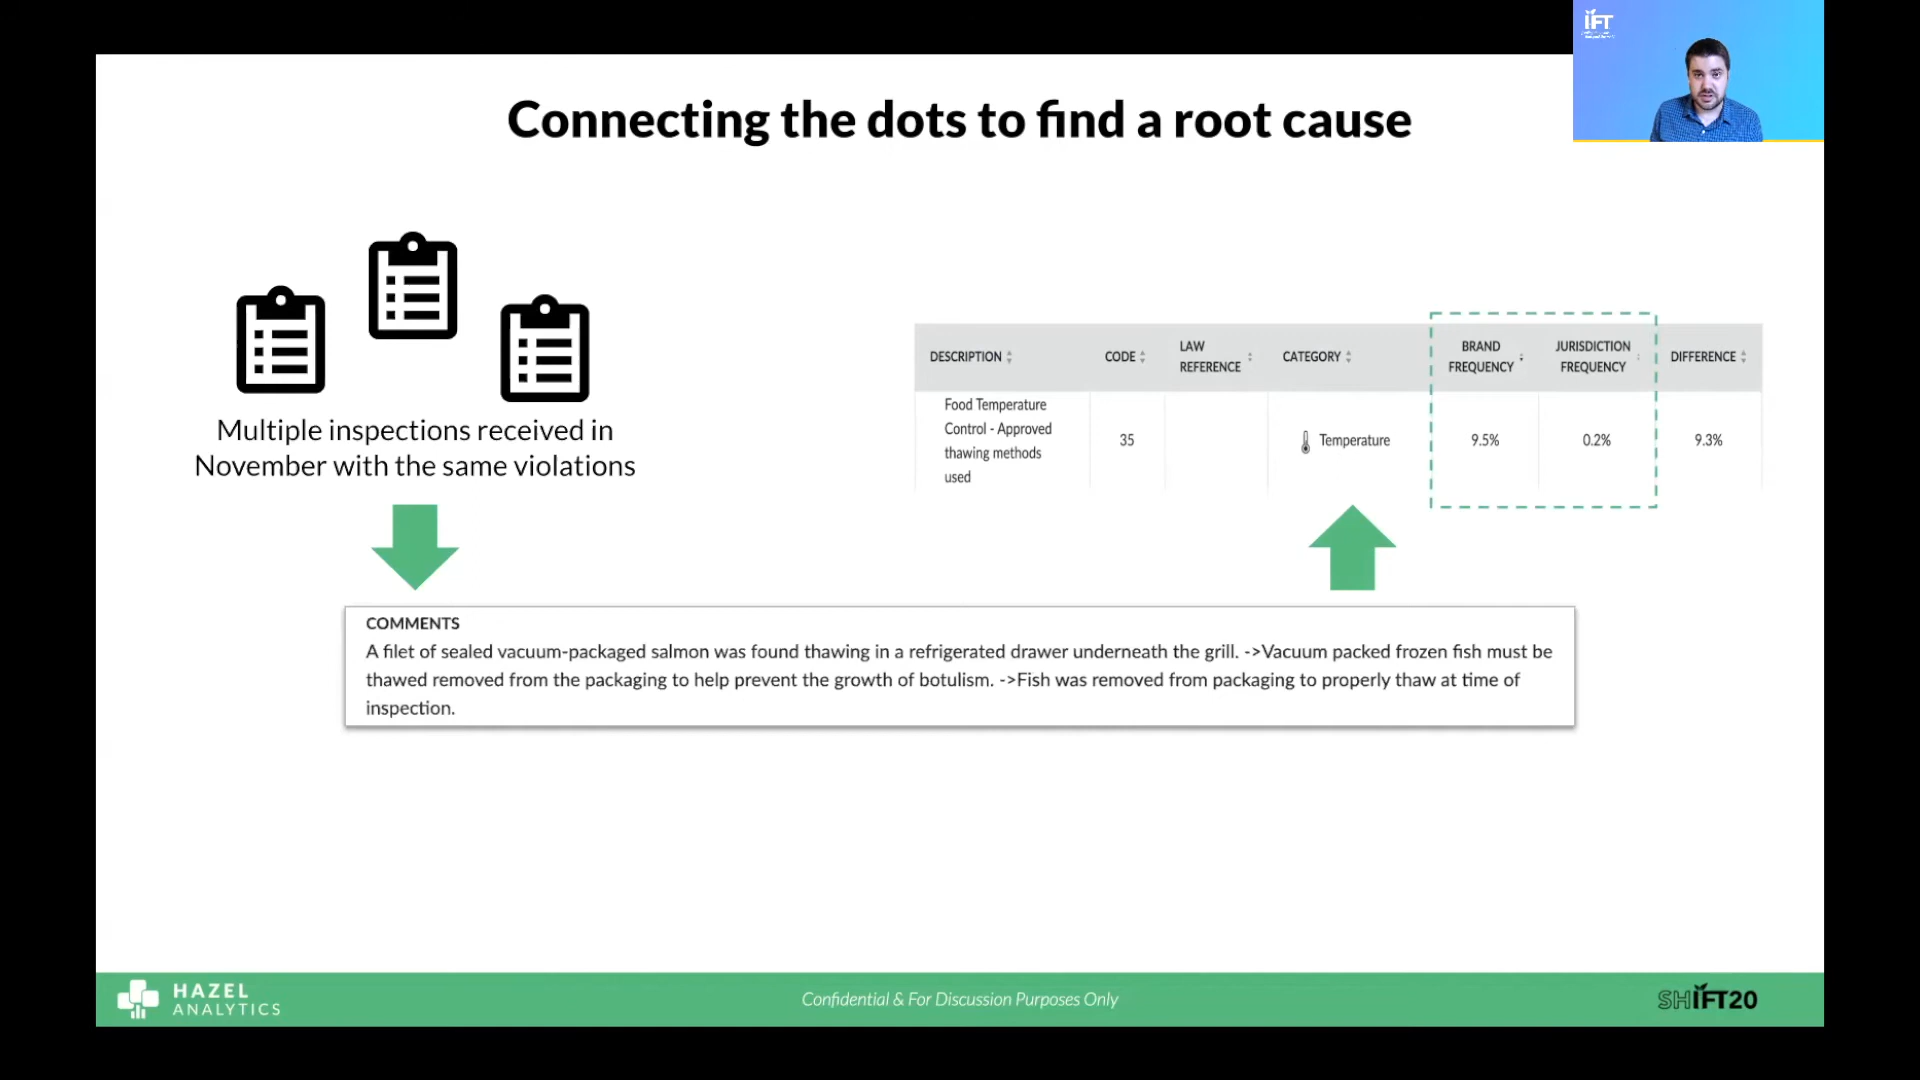 IFT
Connecting the dots to find a root cause
Multiple inspections received in
November with the same violations
DESCRIPTION
CODE
LAW
REFERENCE
CATEGORY
BRAND
FREQUENCY
JURISDICTION
FREQUENCY
DIFFERENCE
Food Temperature
Control - Approved
thawing methods
used
35
Temperature
9.5%
0.2%
9.3%
COMMENTS
A filet of sealed vacuum-packaged salmon was found thawing in a refrigerated drawer underneath the grill. ->Vacuum packed frozen fish must be
thawed removed from the packaging to help prevent the growth of botulism. ->Fish was removed from packaging to properly thaw at time of
inspection.
HAZEL
ANALYTICS
Confidential & For Discussion Purposes Only
SHIFT20